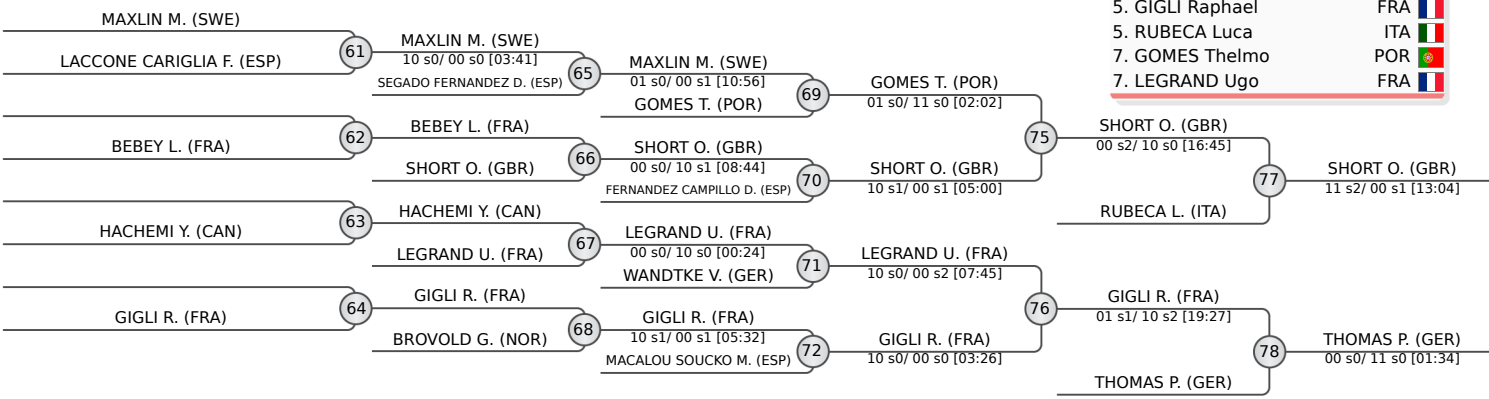 MAXLIN M. (SWE)
LACCONE CARIGLIA F. (ESP)
61
BEBEY L. (FRA)
62
HACHEMI Y. (CAN)
63
GIGLI R. (FRA)
64
MAXLIN M. (SWE)
10 s0/ 00 s0 [03:41]
SEGADO FERNANDEZ D. (ESP)
65
BEBEY L. (FRA)
SHORT O. (GBR)
66
HACHEMI Y. (CAN)
LEGRAND U. (FRA)
67
GIGLI R. (FRA)
BROVOLD G. (NOR)
68
MAXLIN M. (SWE)
01 s0/ 00 s1 [10:56]
GOMES T. (POR)
69
SHORT O. (GBR)
00 s0/ 10 s1 [08:44]
FERNANDEZ CAMPILLO D. (ESP)
70
LEGRAND U. (FRA)
00 s0/ 10 s0 [00:24]
WANDTKE V. (GER)
71
GIGLI R. (FRA)
10 s1/ 00 s1 [05:32]
MACALOU SOUCKO M. (ESP)
72
GOMES T. (POR)
01 s0/ 11 s0 [02:02]
SHORT O. (GBR)
10 s1/ 00 s1 [05:00]
75
LEGRAND U. (FRA)
10 s0/ 00 s2 [07:45]
GIGLI R. (FRA)
10 s0/ 00 s0 [03:26]
76
SHORT O. (GBR)
00 s2/ 10 s0 [16:45]
RUBECA L. (ITA)
77
GIGLI R. (FRA)
01 s1/ 10 s2 [19:27]
THOMAS P. (GER)
78
SHORT O. (GBR)
11 s2/ 00 s1 [13:04]
THOMAS P. (GER)
00 s0/ 11 s0 [01:34]
5. GIGLI Raphael FRA
5. RUBECA Luca ITA
7. GOMES Thelmo POR
7. LEGRAND Ugo FRA